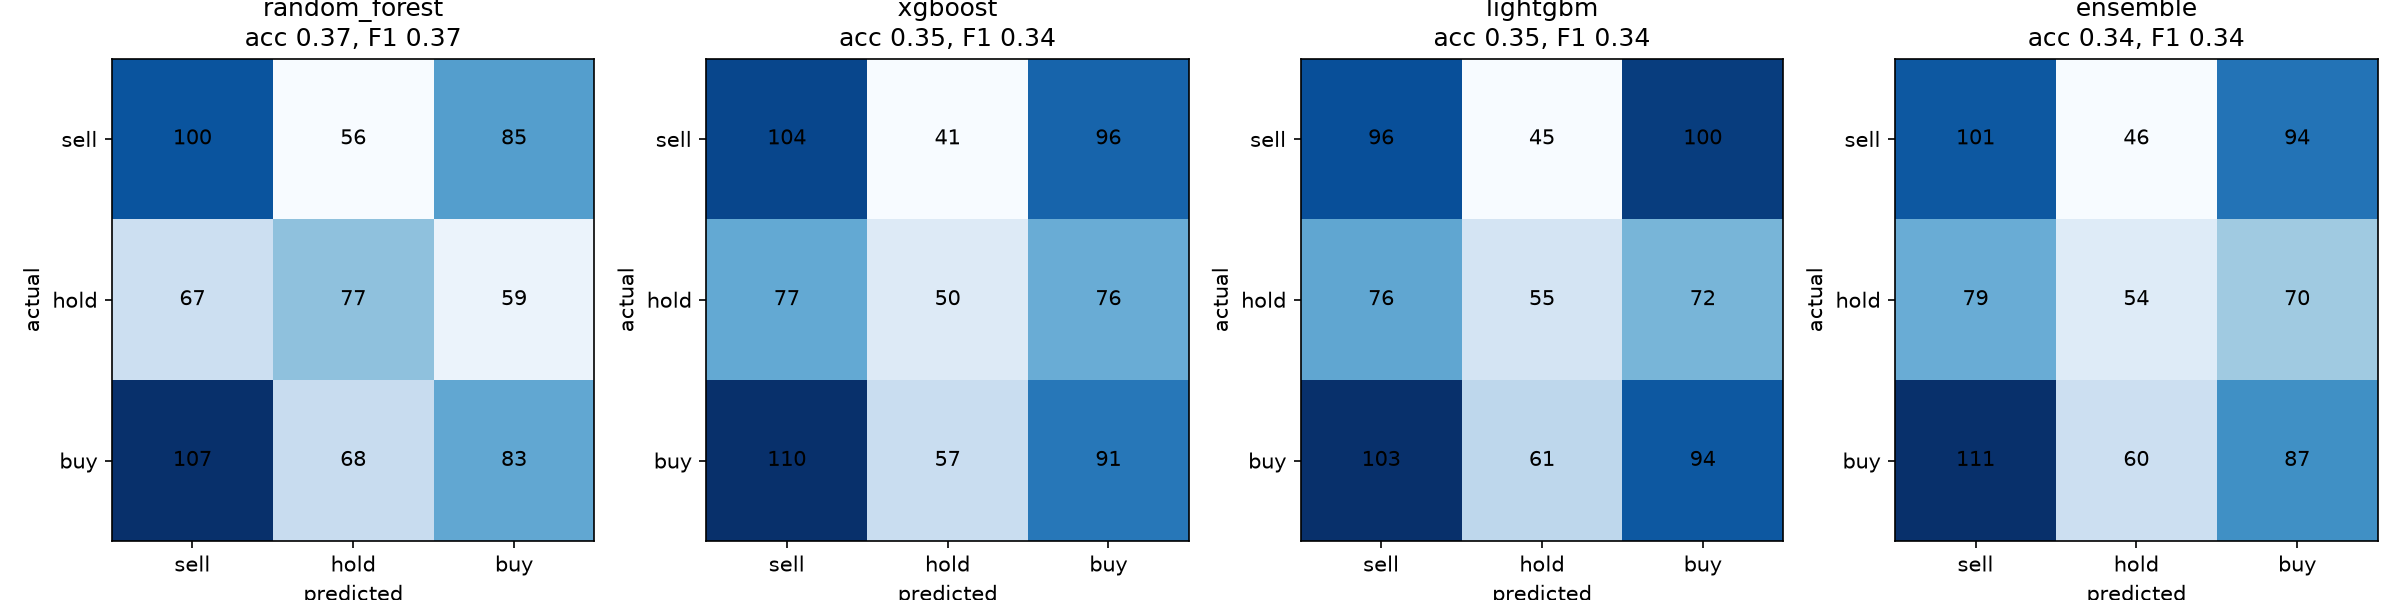 random_forest
acc 0.37, F1 0.37
sell 100 56 85
hold 67 77 59
buy 107 68 83
sell hold buy
predicted
actual
xgboost
acc 0.35, F1 0.34
sell 104 41 96
hold 77 50 76
buy 110 57 91
sell hold buy
predicted
actual
lightgbm
acc 0.35, F1 0.34
sell 96 45 100
hold 76 55 72
buy 103 61 94
sell hold buy
predicted
actual
ensemble
acc 0.34, F1 0.34
sell 101 46 94
hold 79 54 70
buy 111 60 87
sell hold buy
predicted
actual